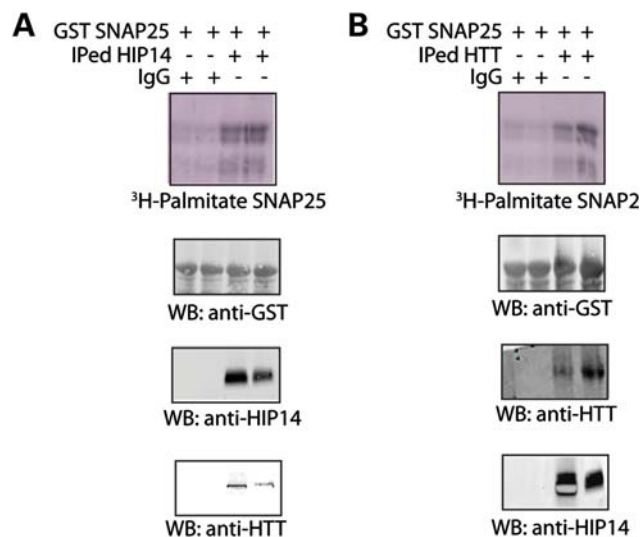 A
GST SNAP25 + + + +
IPed HIP14 - - + +
IgG + + - -
³H-Palmitate SNAP25
WB: anti-GST
WB: anti-HIP14
WB: anti-HTT
B
GST SNAP25 + + + +
IPed HTT - - + +
IgG + + - -
³H-Palmitate SNAP2
WB: anti-GST
WB: anti-HTT
WB: anti-HIP14